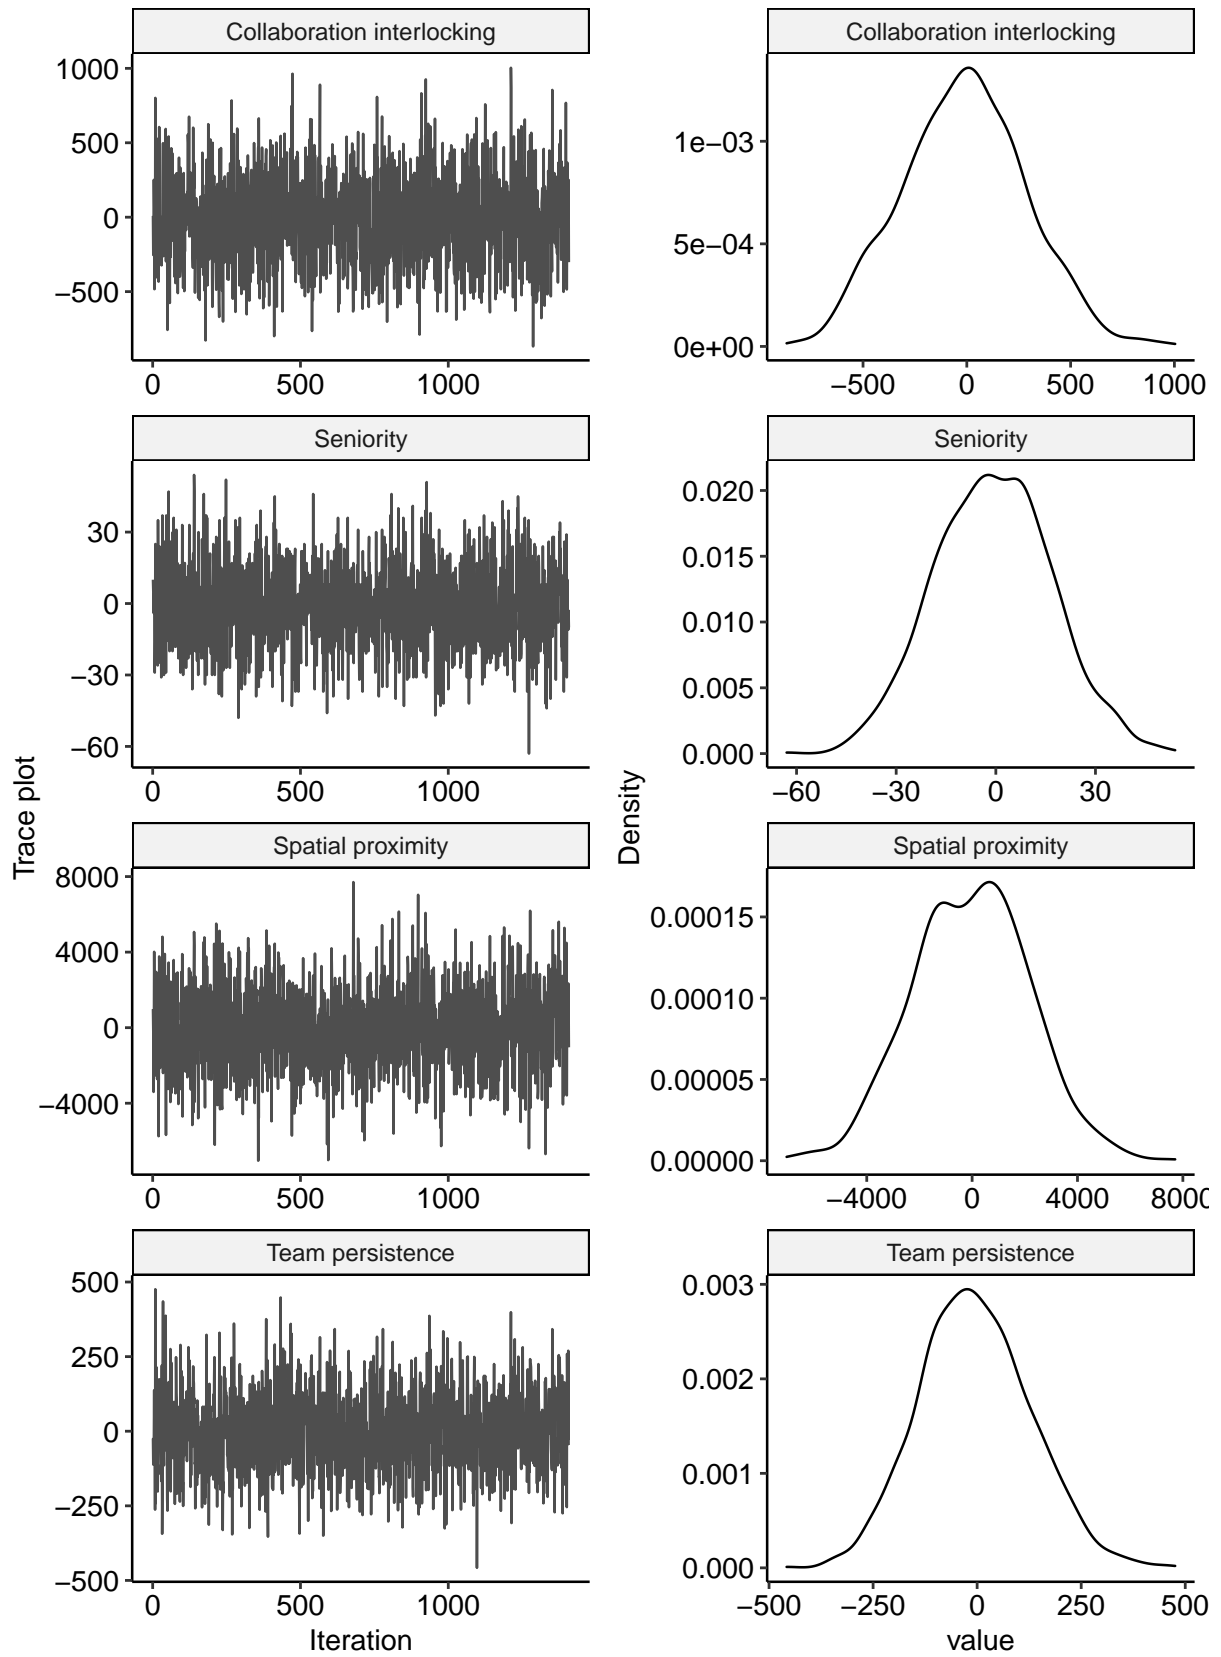 Collaboration interlocking
1000
500
0
−500
0 500 1000
Collaboration interlocking
1e−03
5e−04
0e+00
−500 0 500 1000
Seniority
30
0
−30
−60
0 500 1000
Seniority
0.020
0.015
0.010
0.005
0.000
−60 −30 0 30
Trace plot
Density
Spatial proximity
8000
4000
0
−4000
0 500 1000
Spatial proximity
0.00015
0.00010
0.00005
0.00000
−4000 0 4000 8000
Team persistence
500
250
0
−250
−500
0 500 1000
Iteration
Team persistence
0.003
0.002
0.001
0.000
−500 −250 0 250 500
value